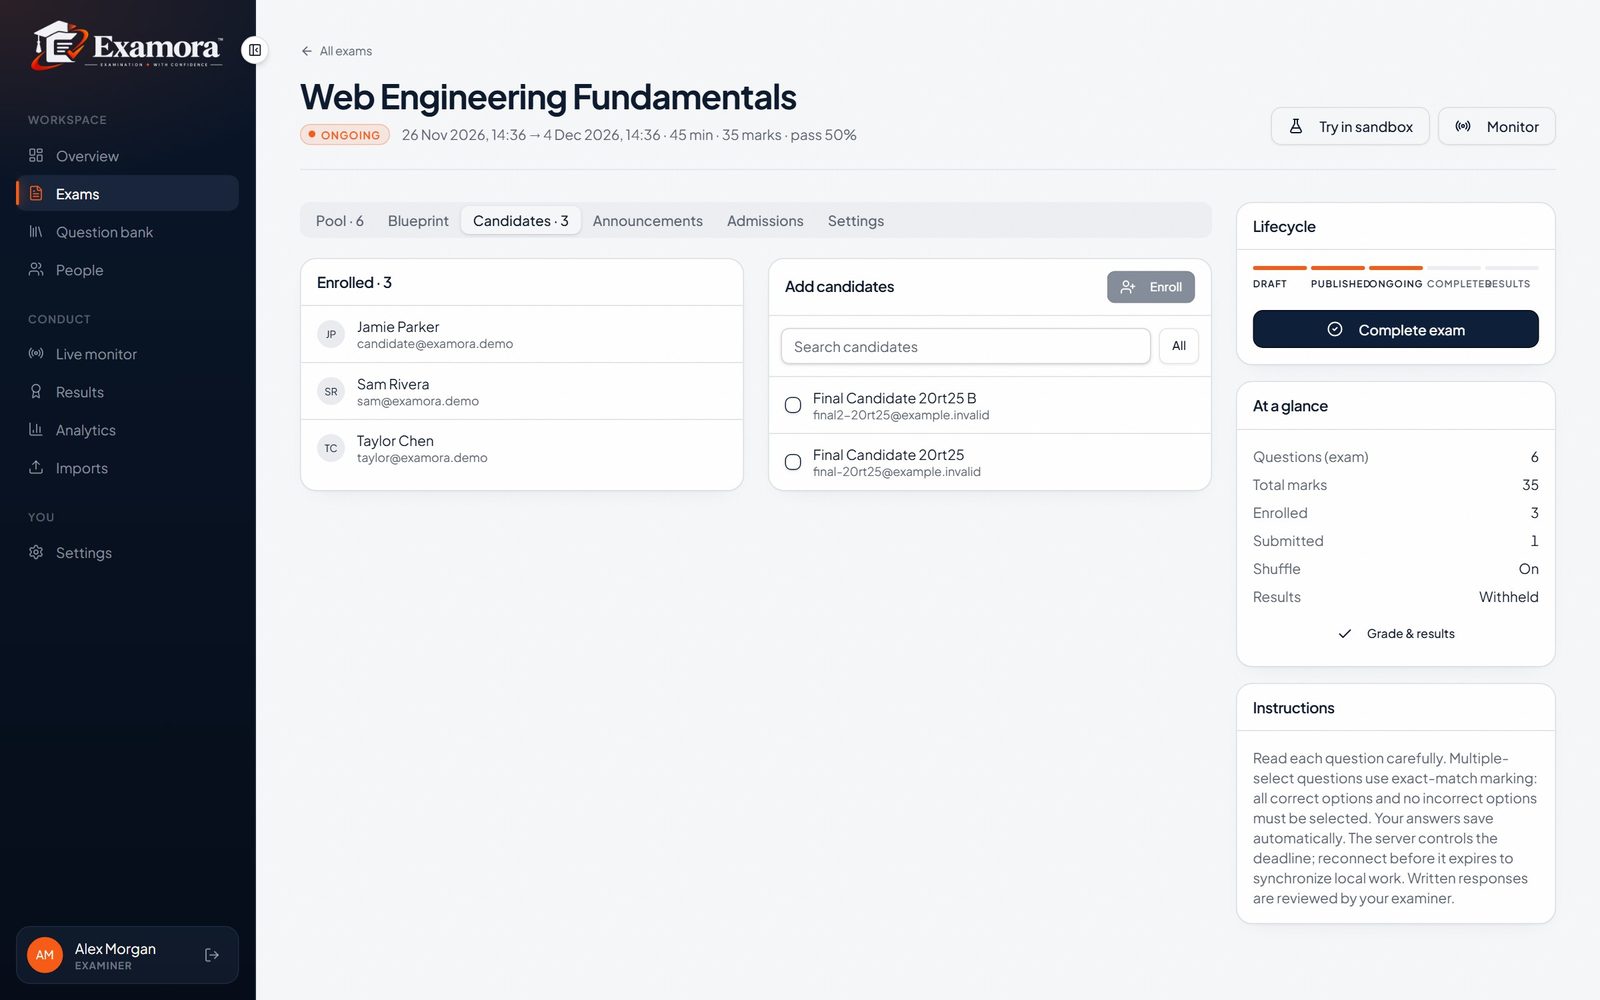 Examora™
EXAMINATION • WITH CONFIDENCE
WORKSPACE
Overview
Exams
Question bank
People
CONDUCT
Live monitor
Results
Analytics
Imports
YOU
Settings
AM
Alex Morgan
EXAMINER
← All exams
Web Engineering Fundamentals
ONGOING
26 Nov 2026, 14:36 → 4 Dec 2026, 14:36 · 45 min · 35 marks · pass 50%
Try in sandbox
Monitor
Pool · 6
Blueprint
Candidates · 3
Announcements
Admissions
Settings
Enrolled · 3
JP
Jamie Parker
candidate@examora.demo
SR
Sam Rivera
sam@examora.demo
TC
Taylor Chen
taylor@examora.demo
Add candidates
Enroll
Search candidates
All
Final Candidate 20rt25 B
final2-20rt25@example.invalid
Final Candidate 20rt25
final-20rt25@example.invalid
Lifecycle
DRAFT
PUBLISHED
ONGOING
COMPLETED
RESULTS
Complete exam
At a glance
Questions (exam) 6
Total marks 35
Enrolled 3
Submitted 1
Shuffle On
Results Withheld
Grade & results
Instructions
Read each question carefully. Multiple-
select questions use exact-match marking:
all correct options and no incorrect options
must be selected. Your answers save
automatically. The server controls the
deadline; reconnect before it expires to
synchronize local work. Written responses
are reviewed by your examiner.